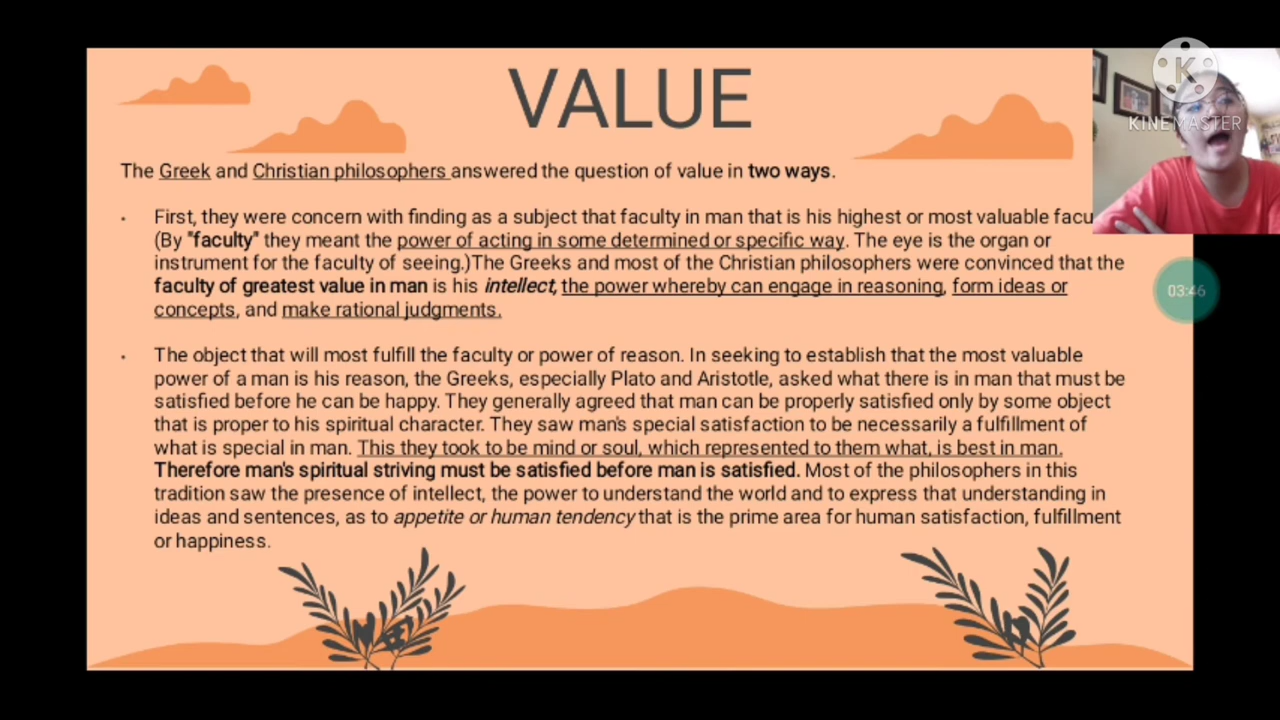 VALUE
K
KINEMASTER
The Greek and Christian philosophers answered the question of value in two ways.
• First, they were concern with finding as a subject that faculty in man that is his highest or most valuable
(By "faculty" they meant the power of acting in some determined or specific way. The eye is the organ or
instrument for the faculty of seeing.)The Greeks and most of the Christian philosophers were convinced that the
faculty of greatest value in man is his intellect, the power whereby can engage in reasoning, form ideas or
concepts, and make rational judgments.
03:46
• The object that will most fulfill the faculty or power of reason. In seeking to establish that the most valuable
power of a man is his reason, the Greeks, especially Plato and Aristotle, asked what there is in man that must be
satisfied before he can be happy. They generally agreed that man can be properly satisfied only by some object
that is proper to his spiritual character. They saw man's special satisfaction to be necessarily a fulfillment of
what is special in man. This they took to be mind or soul, which represented to them what, is best in man.
Therefore man's spiritual striving must be satisfied before man is satisfied. Most of the philosophers in this
tradition saw the presence of intellect, the power to understand the world and to express that understanding in
ideas and sentences, as to appetite or human tendency that is the prime area for human satisfaction, fulfillment
or happiness.